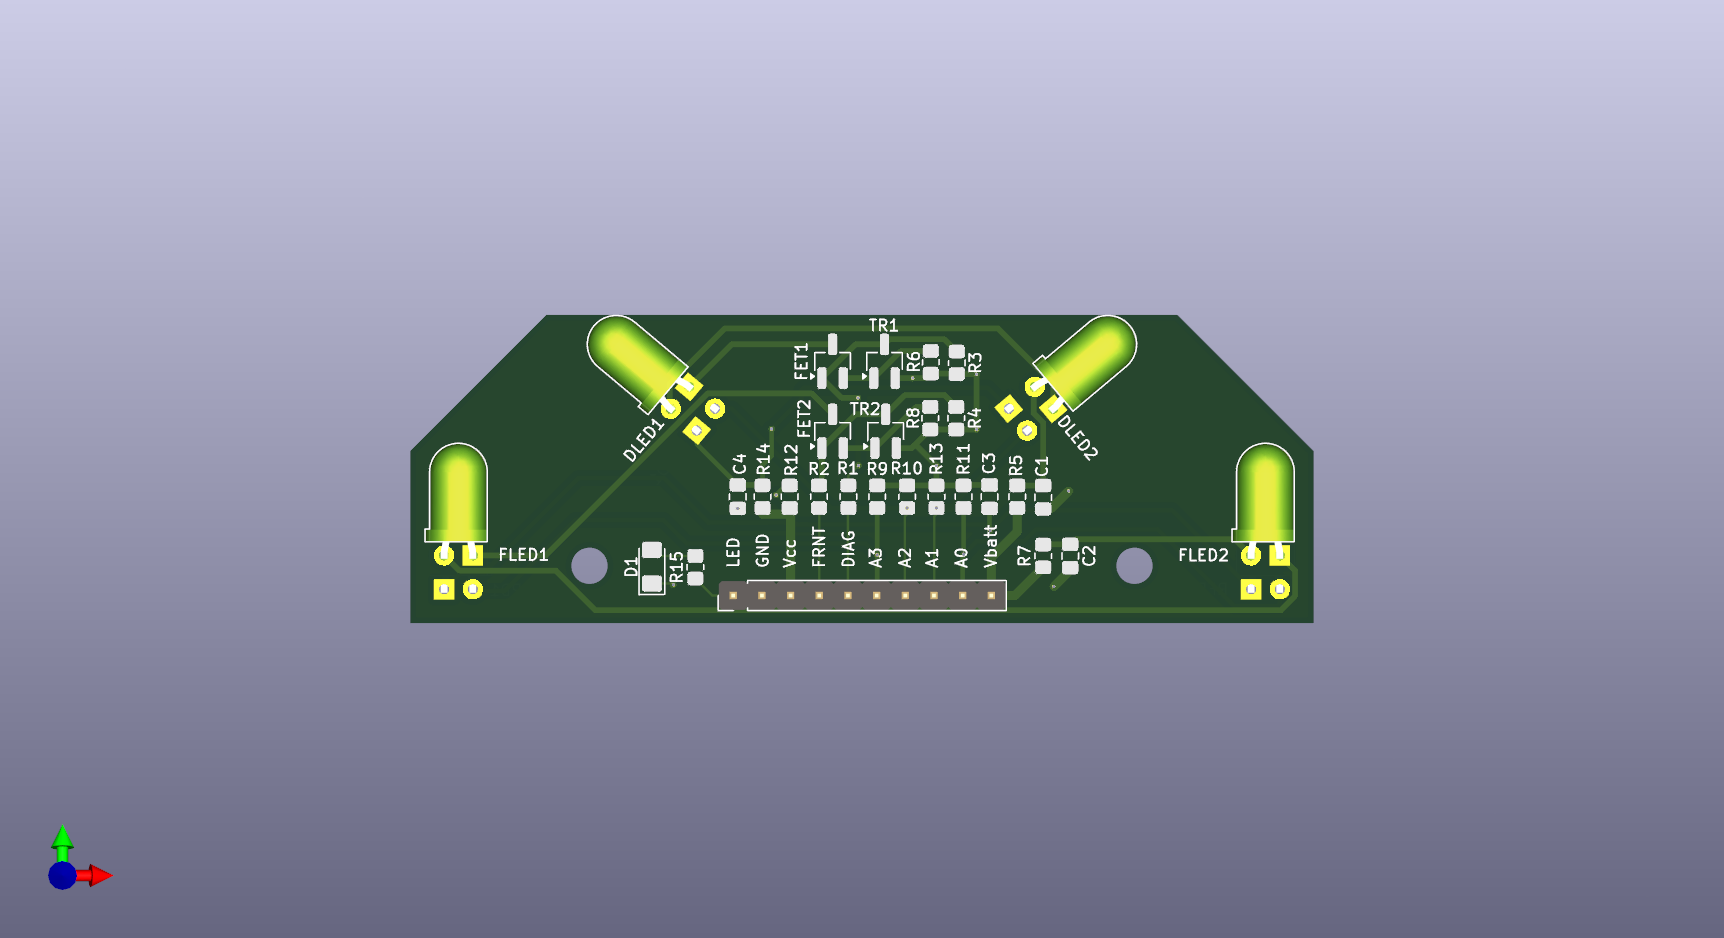 TR1
FET1
R6
R3
FET2
TR2
R8
R4
DLED1
DLED2
C4
R14
R12
R2
R1
R9
R10
R13
R11
C3
R5
C1
FLED1
D1
R15
LED
GND
Vcc
FRNT
DIAG
A3
A2
A1
A0
Vbatt
R7
C2
FLED2